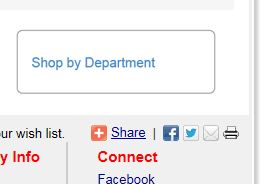 Shop by Department
ur wish list. Share |
y Info Connect
Facebook